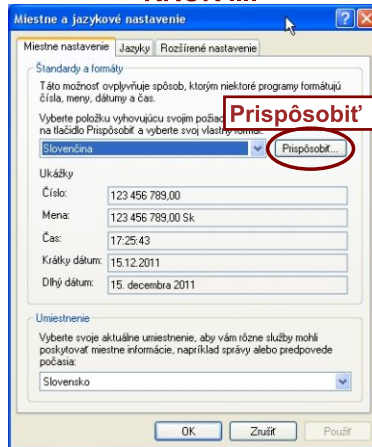 Miestne a jazykové nastavenie
Miestne nastavenie Jazyky Rozšírené nastavenie
Štandardy a formáty
Táto možnosť ovplyvňuje spôsob, ktorým niektoré programy formátujú
čísla, meny, dátumy a čas.
Vyberte položku vyhovujúcu svojim
na tlačidlo Prispôsobiť a vyberte svoj
Prispôsobiť
Slovenčina Prispôsobiť...
Ukážky
Číslo: 123 456 789,00
Mena: 123 456 789,00 Sk
Čas: 17:25:43
Krátky dátum: 15.12.2011
Dlhý dátum: 15. decembra 2011
Umiestnenie
Vyberte svoje aktuálne umiestnenie, aby vám rôzne služby mohli
poskytovať miestne informácie, napríklad správy alebo predpovede
počasia:
Slovensko
OK Zrušiť Použiť